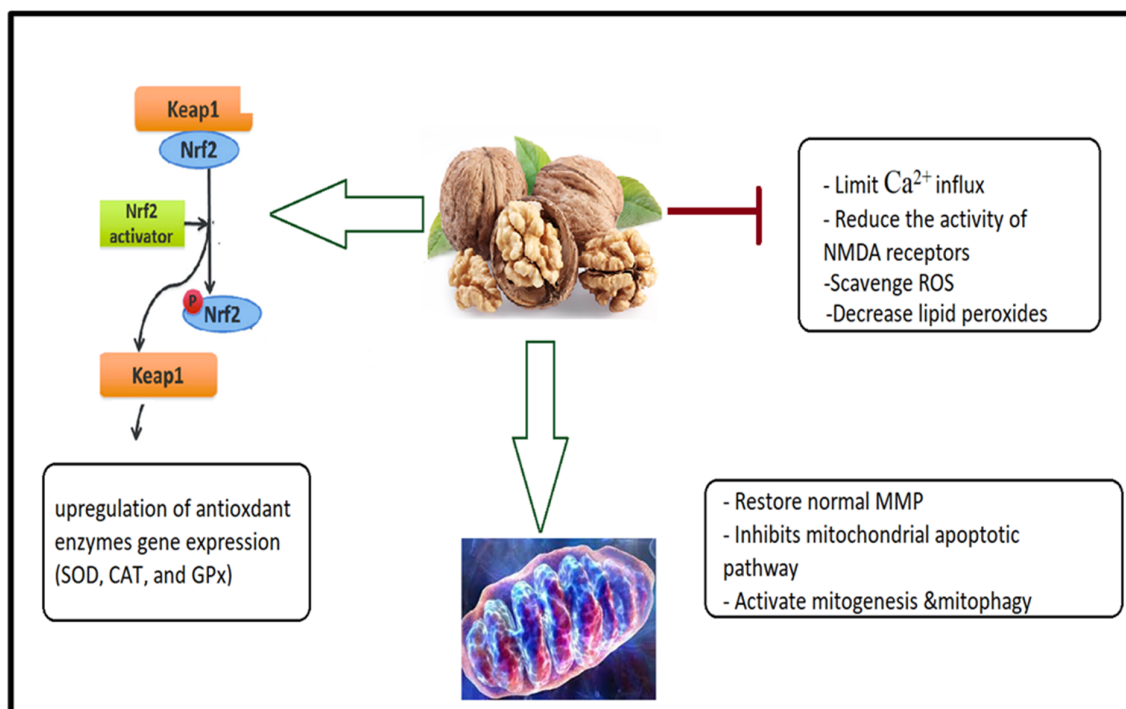 Keap1
Nrf2
Nrf2
activator
P
Nrf2
Keap1
upregulation of antioxdant
enzymes gene expression
(SOD, CAT, and GPx)
- Limit Ca²⁺ influx
- Reduce the activity of
NMDA receptors
-Scavenge ROS
-Decrease lipid peroxides
- Restore normal MMP
- Inhibits mitochondrial apoptotic
pathway
- Activate mitogenesis &mitophagy